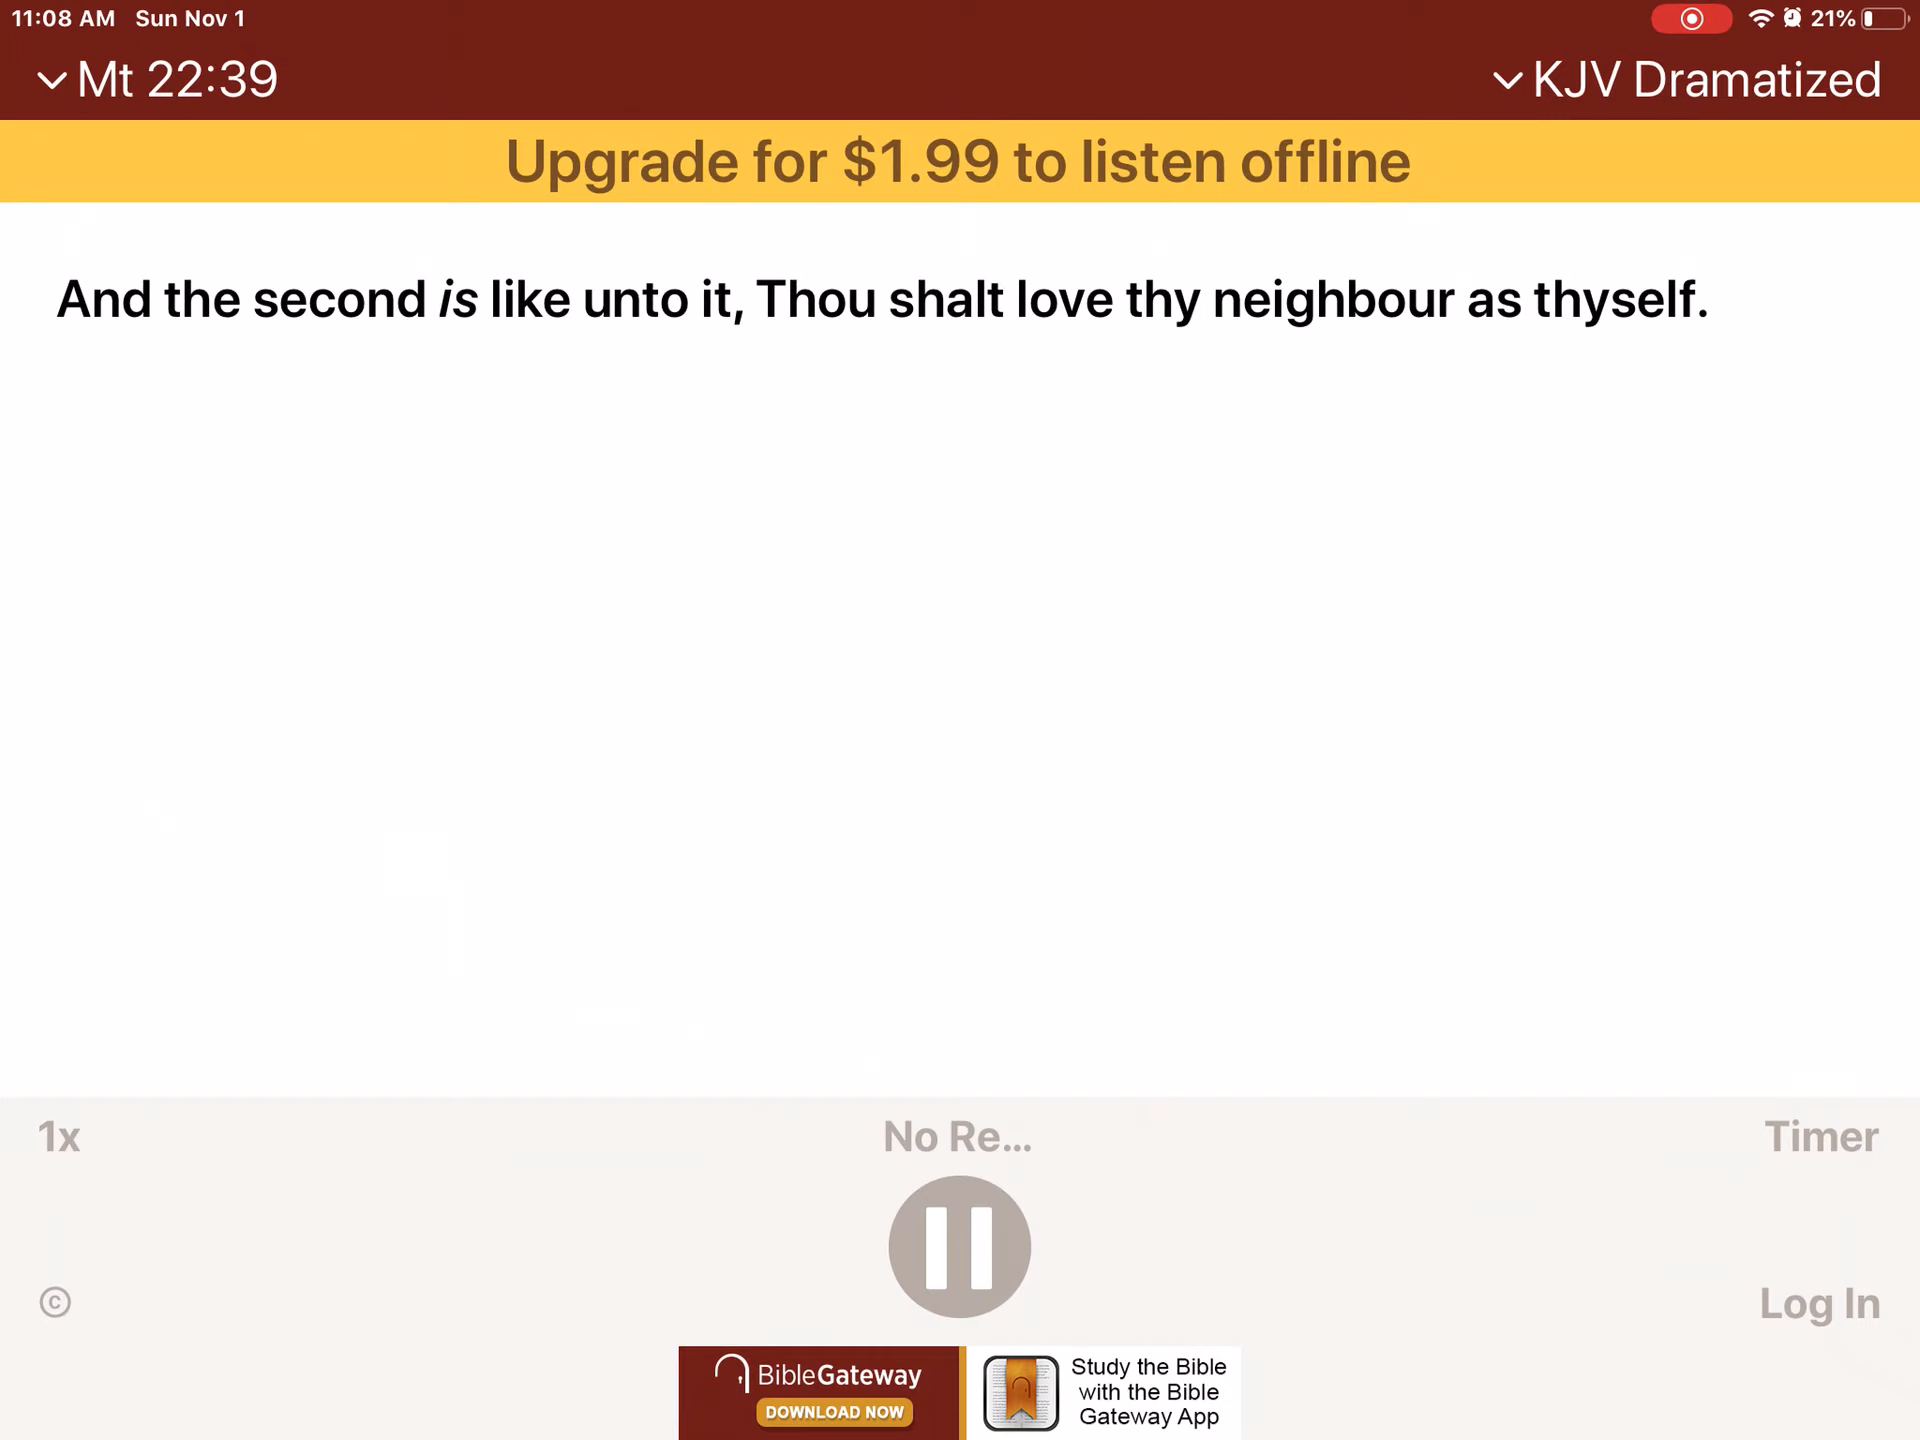 11:08 AM Sun Nov 1 21%
Mt 22:39 KJV Dramatized
Upgrade for $1.99 to listen offline
And the second is like unto it, Thou shalt love thy neighbour as thyself.
1x No Re... Timer
© Log In
BibleGateway
DOWNLOAD NOW
Study the Bible
with the Bible
Gateway App